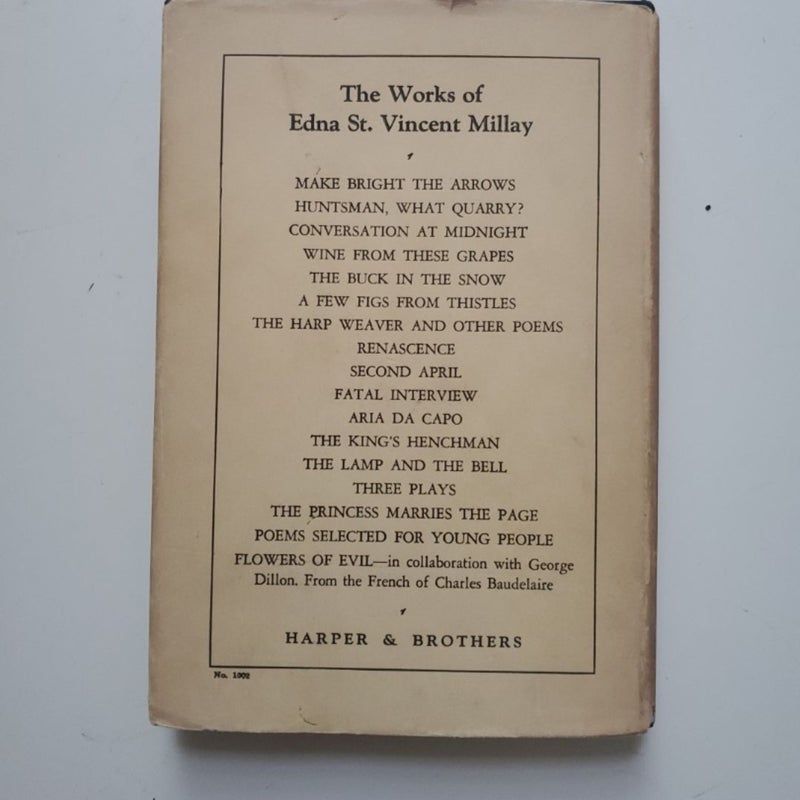 The Works of
Edna St. Vincent Millay
MAKE BRIGHT THE ARROWS
HUNTSMAN, WHAT QUARRY?
CONVERSATION AT MIDNIGHT
WINE FROM THESE GRAPES
THE BUCK IN THE SNOW
A FEW FIGS FROM THISTLES
THE HARP WEAVER AND OTHER POEMS
RENASCENCE
SECOND APRIL
FATAL INTERVIEW
ARIA DA CAPO
THE KING'S HENCHMAN
THE LAMP AND THE BELL
THREE PLAYS
THE PRINCESS MARRIES THE PAGE
POEMS SELECTED FOR YOUNG PEOPLE
FLOWERS OF EVIL—in collaboration with George
Dillon. From the French of Charles Baudelaire
HARPER & BROTHERS
No. 1002